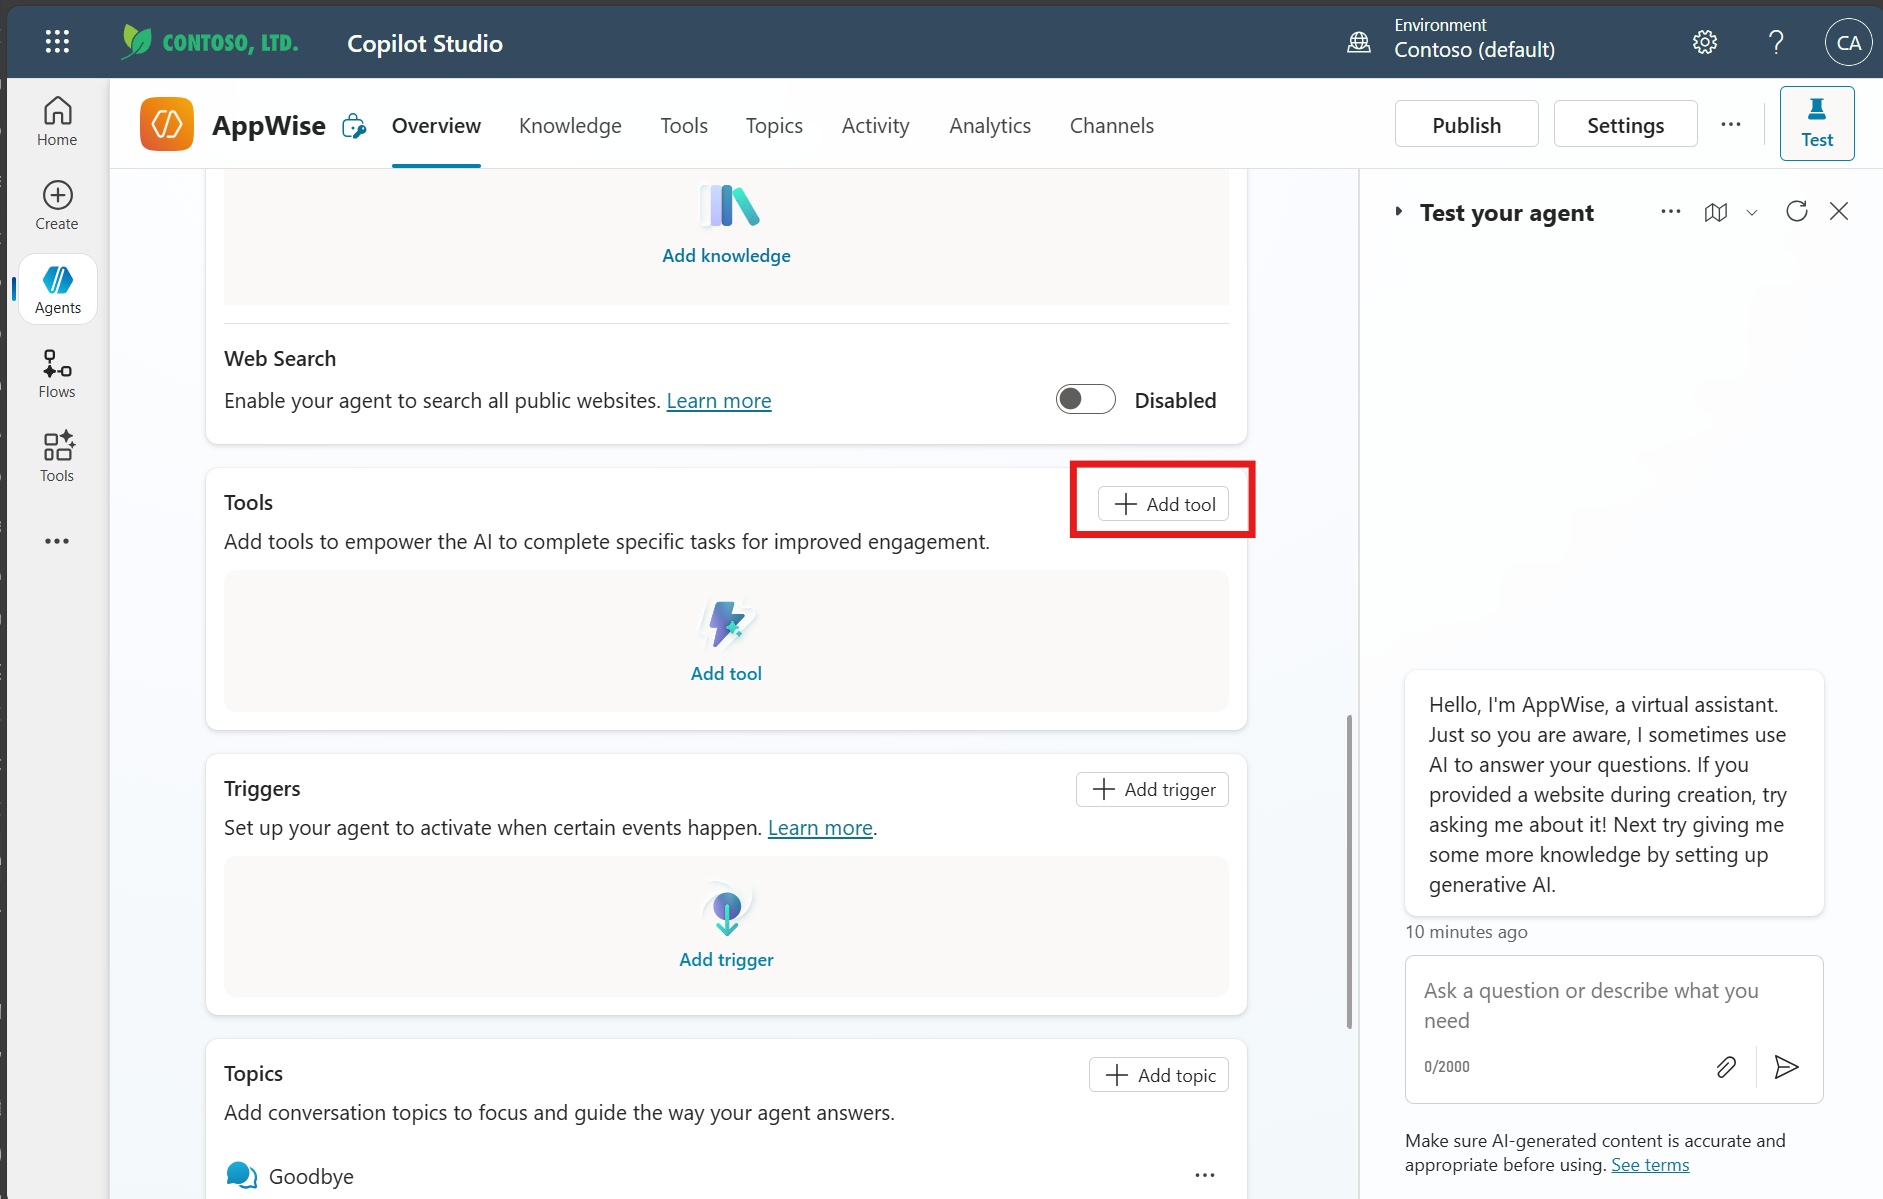 CONTOSO, LTD.
Copilot Studio
Environment
Contoso (default)
?
CA
Home
Create
Agents
Flows
Tools
AppWise
Overview
Knowledge
Tools
Topics
Activity
Analytics
Channels
Publish
Settings
Test
Add knowledge
Web Search
Enable your agent to search all public websites. Learn more
Disabled
Tools
Add tool
Add tools to empower the AI to complete specific tasks for improved engagement.
Add tool
Triggers
Add trigger
Set up your agent to activate when certain events happen. Learn more.
Add trigger
Topics
Add topic
Add conversation topics to focus and guide the way your agent answers.
Goodbye
Test your agent
Hello, I'm AppWise, a virtual assistant.
Just so you are aware, I sometimes use
AI to answer your questions. If you
provided a website during creation, try
asking me about it! Next try giving me
some more knowledge by setting up
generative AI.
10 minutes ago
Ask a question or describe what you
need
0/2000
Make sure AI-generated content is accurate and
appropriate before using. See terms